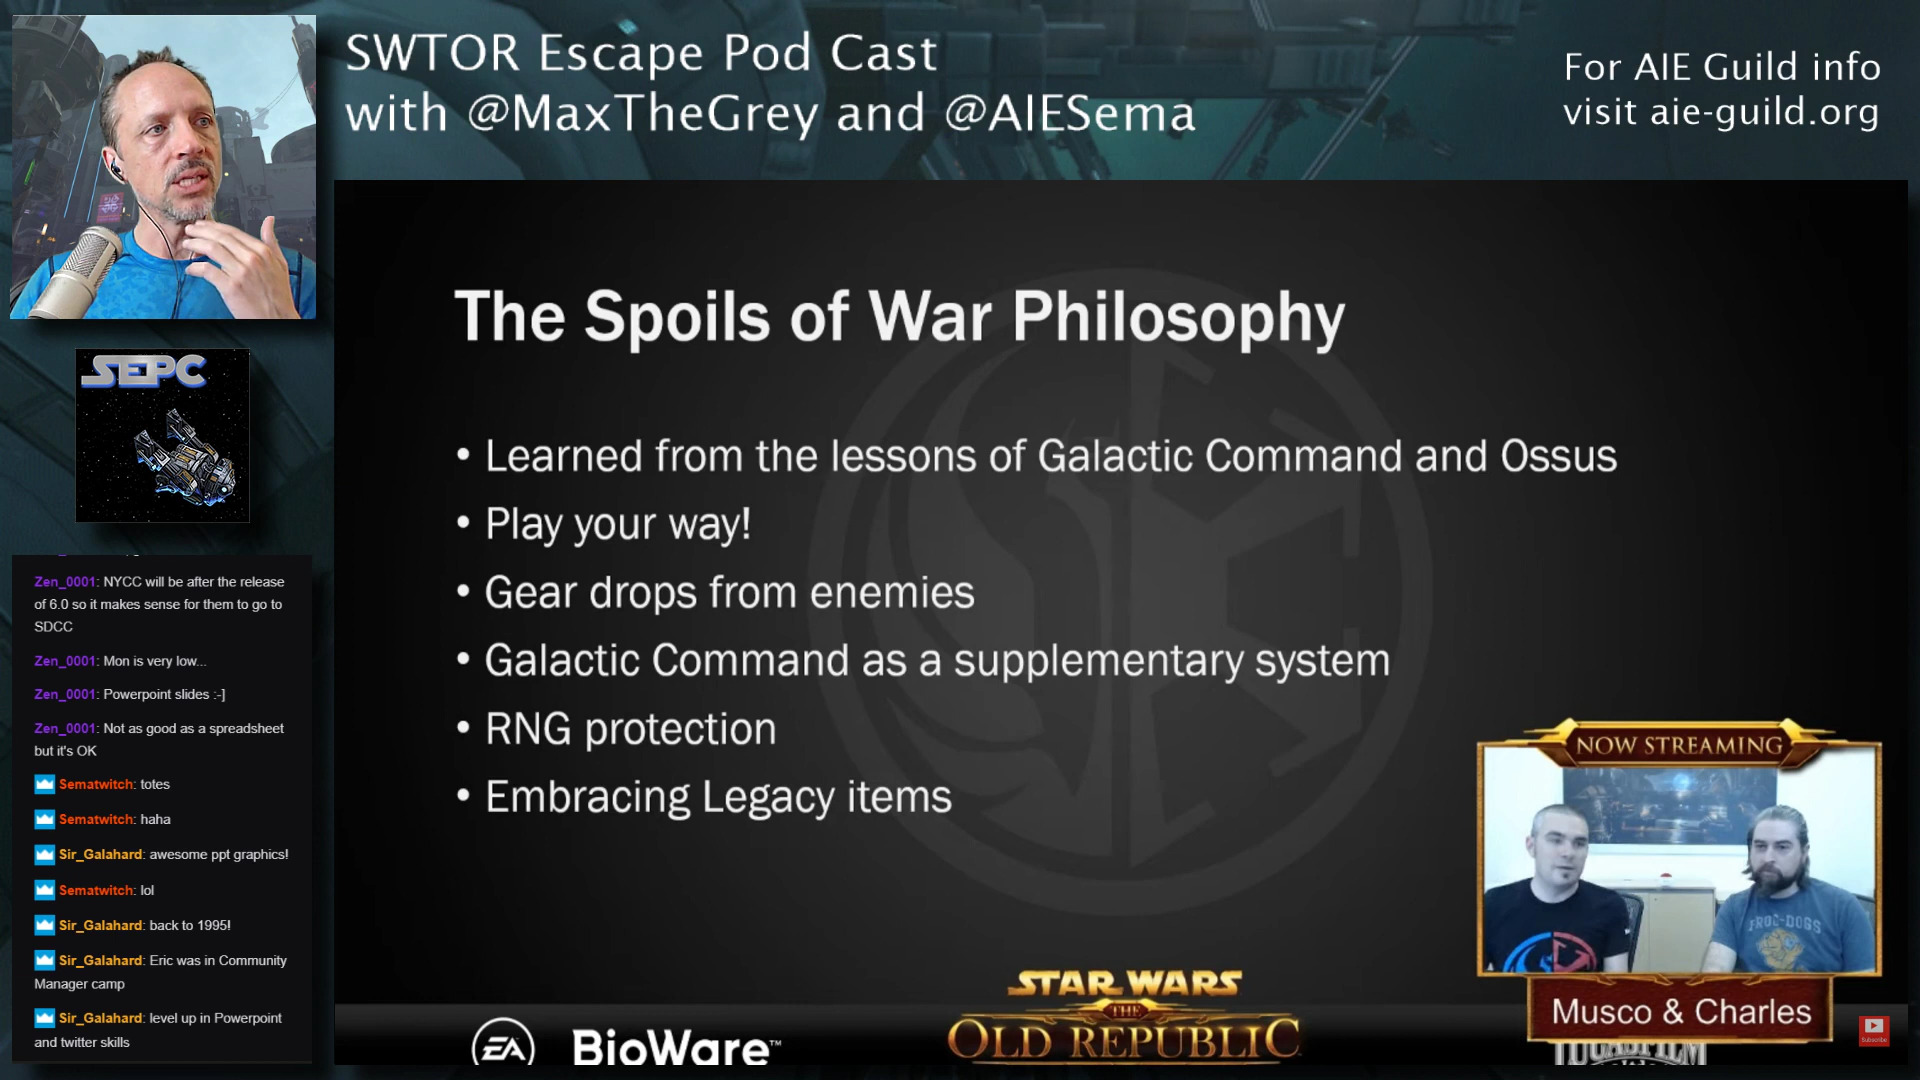 SWTOR Escape Pod Cast
with @MaxTheGrey and @AIESema
For AIE Guild info
visit aie-guild.org
SEPC
The Spoils of War Philosophy
• Learned from the lessons of Galactic Command and Ossus
• Play your way!
• Gear drops from enemies
• Galactic Command as a supplementary system
• RNG protection
• Embracing Legacy items
Zen_0001: NYCC will be after the release
of 6.0 so it makes sense for them to go to
SDCC
Zen_0001: Mon is very low...
Zen_0001: Powerpoint slides :-]
Zen_0001: Not as good as a spreadsheet
but it's OK
Sematwitch: totes
Sematwitch: haha
Sir_Galahard: awesome ppt graphics!
Sematwitch: lol
Sir_Galahard: back to 1995!
Sir_Galahard: Eric was in Community
Manager camp
Sir_Galahard: level up in Powerpoint
and twitter skills
NOW STREAMING
FROG-DOGS
Musco & Charles
Subscribe
EA
BioWare™
STAR WARS
THE
OLD REPUBLIC
LUCASFILM